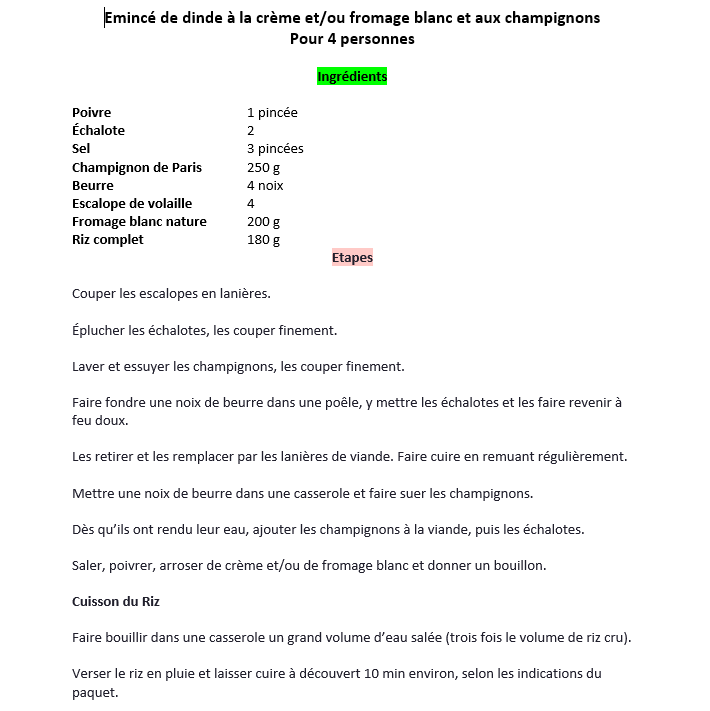 Emincé de dinde à la crème et/ou fromage blanc et aux champignons
Pour 4 personnes
Ingrédients
Poivre 1 pincée
Échalote 2
Sel 3 pincées
Champignon de Paris 250 g
Beurre 4 noix
Escalope de volaille 4
Fromage blanc nature 200 g
Riz complet 180 g
Etapes
Couper les escalopes en lanières.
Éplucher les échalotes, les couper finement.
Laver et essuyer les champignons, les couper finement.
Faire fondre une noix de beurre dans une poêle, y mettre les échalotes et les faire revenir à
feu doux.
Les retirer et les remplacer par les lanières de viande. Faire cuire en remuant régulièrement.
Mettre une noix de beurre dans une casserole et faire suer les champignons.
Dès qu’ils ont rendu leur eau, ajouter les champignons à la viande, puis les échalotes.
Saler, poivrer, arroser de crème et/ou de fromage blanc et donner un bouillon.
Cuisson du Riz
Faire bouillir dans une casserole un grand volume d’eau salée (trois fois le volume de riz cru).
Verser le riz en pluie et laisser cuire à découvert 10 min environ, selon les indications du
paquet.